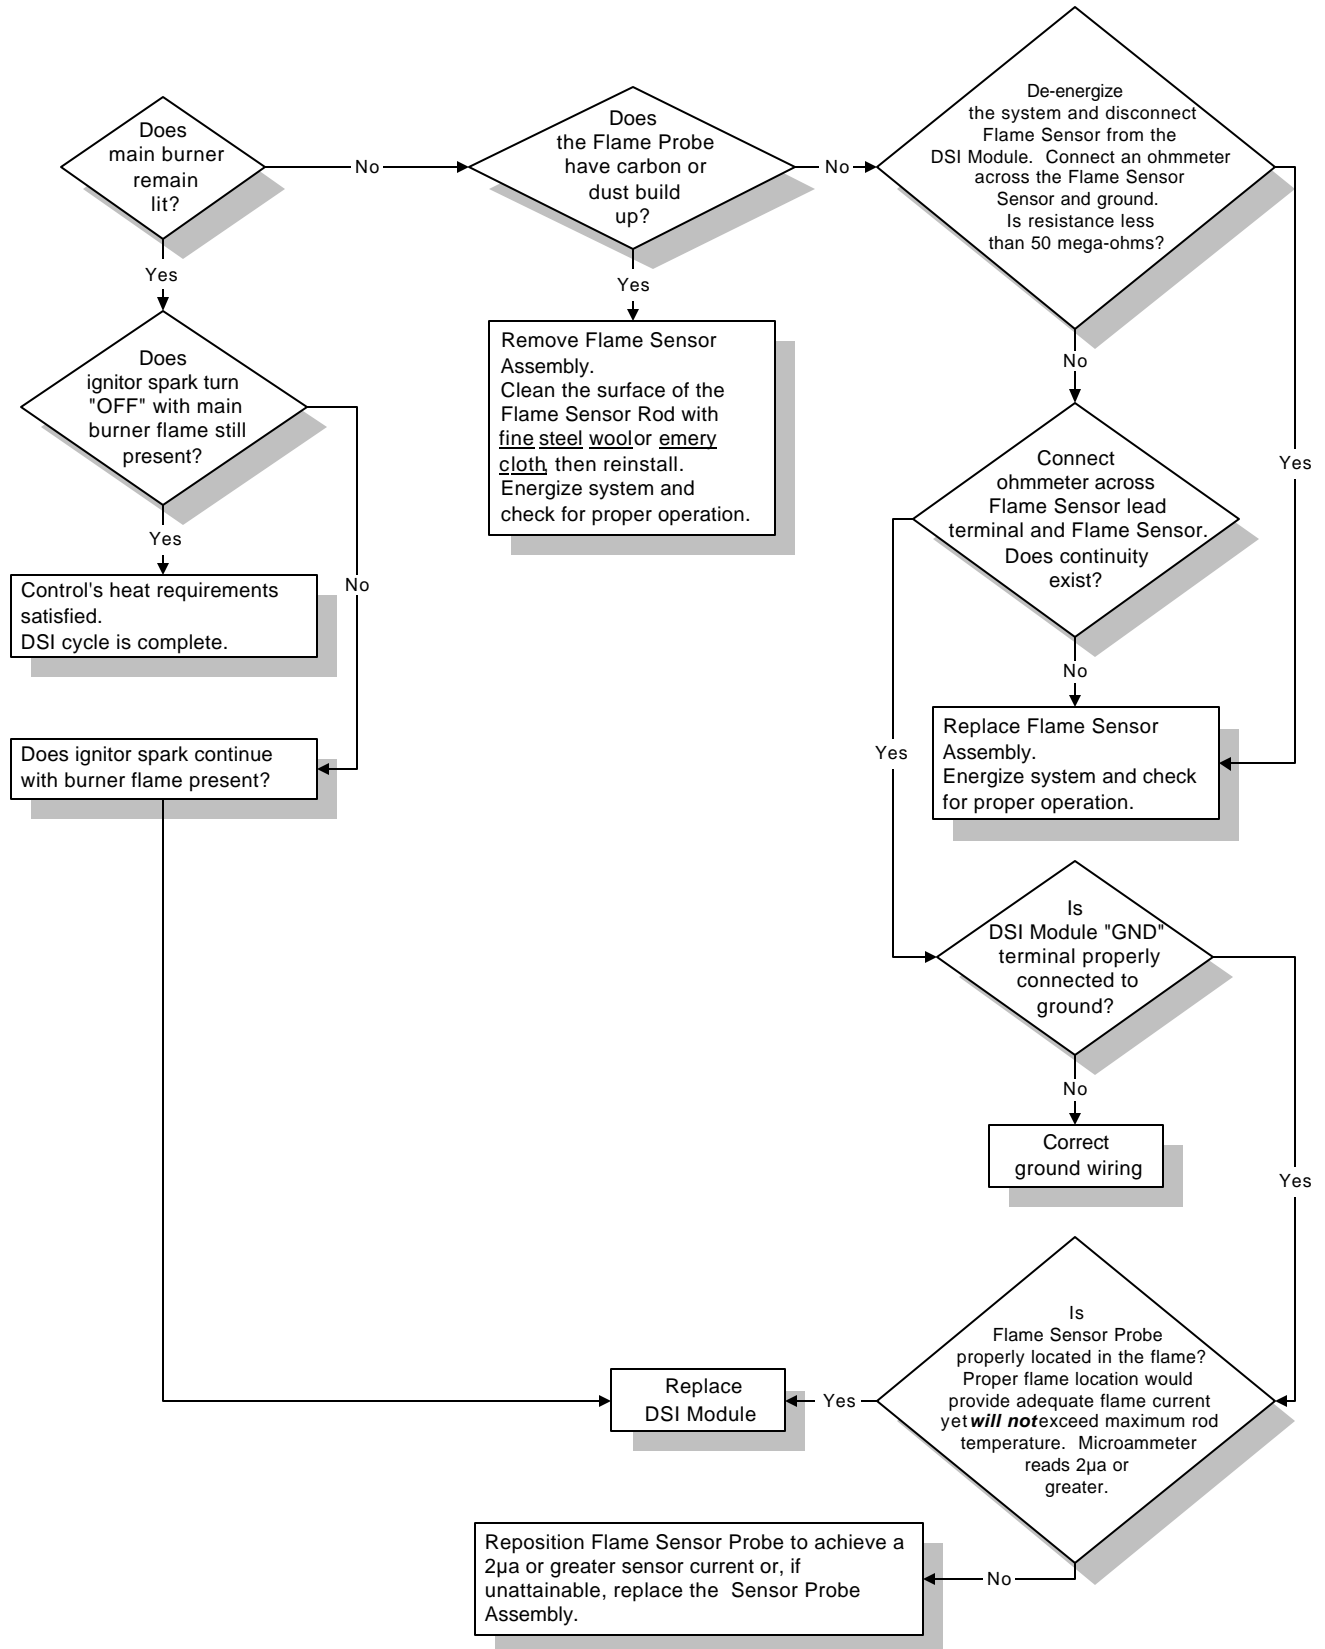 Does
main burner
remain
lit?
No
Does
the Flame Probe
have carbon or
dust build
up?
No
De-energize
the system and disconnect
Flame Sensor from the
DSI Module. Connect an ohmmeter
across the Flame Sensor
Sensor and ground.
Is resistance less
than 50 mega-ohms?
Yes
Yes
No
Yes
Does
ignitor spark turn
"OFF" with main
burner flame still
present?
Remove Flame Sensor
Assembly.
Clean the surface of the
Flame Sensor Rod with
fine steel wool or emery
cloth, then reinstall.
Energize system and
check for proper operation.
Connect
ohmmeter across
Flame Sensor lead
terminal and Flame Sensor.
Does continuity
exist?
Yes
No
Control's heat requirements
satisfied.
DSI cycle is complete.
No
Yes
Replace Flame Sensor
Assembly.
Energize system and check
for proper operation.
Does ignitor spark continue
with burner flame present?
Is
DSI Module "GND"
terminal properly
connected to
ground?
No
Yes
Correct
ground wiring
Is
Flame Sensor Probe
properly located in the flame?
Proper flame location would
provide adequate flame current
yet will not exceed maximum rod
temperature. Microammeter
reads 2µa or
greater.
Yes
Replace
DSI Module
No
Reposition Flame Sensor Probe to achieve a
2µa or greater sensor current or, if
unattainable, replace the Sensor Probe
Assembly.